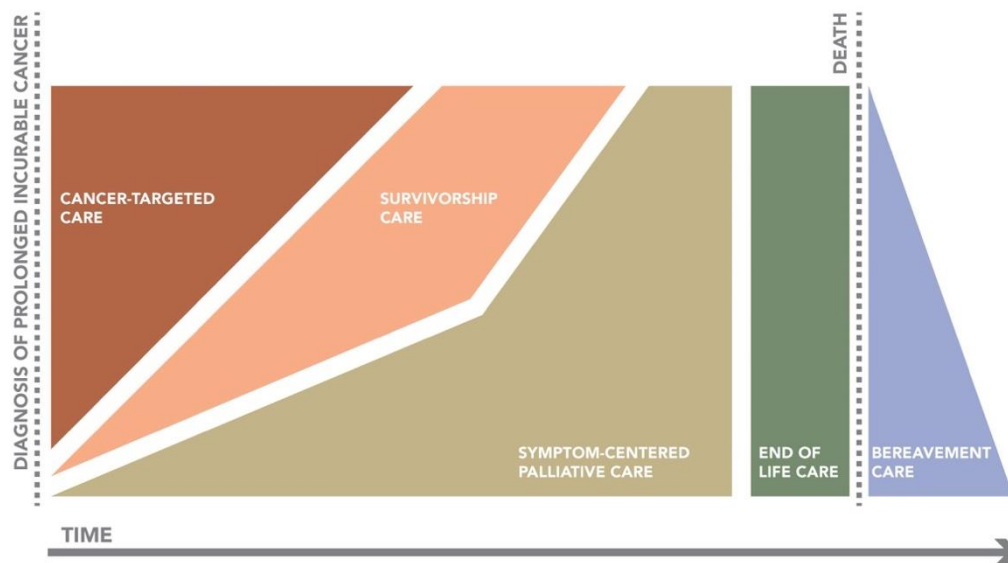 DIAGNOSIS OF PROLONGED INCURABLE CANCER
DEATH
CANCER-TARGETED
CARE
SURVIVORSHIP
CARE
SYMPTOM-CENTERED
PALLIATIVE CARE
END OF
LIFE CARE
BEREAVEMENT
CARE
TIME